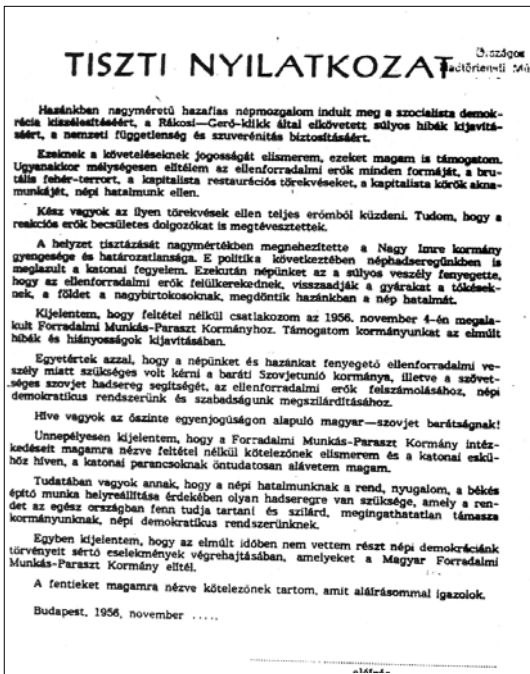 Országos
TISZTI NYILATKOZAT
Hazánkban nagyméretű hazafias népmozgalom indult meg a szocialista demok-
rácia kiszélesítéséért, a Rákosi—Gerő-klikk által elkövetett súlyos hibák kijavítá-
sáért, a nemzeti függetlenség és szuverénitás biztosításáért.
Ezeknek a követeléseknek jogosságát elismerem, ezeket magam is támogatom.
Ugyanakkor mélységesen elítélem az ellenforradalmi erők minden formáját, a bru-
tális fehér-terrort, a kapitalista restaurációs törekvéseket, a kapitalista körök akna-
munkáját, népi hatalmunk ellen.
Kész vagyok az ilyen törekvések ellen teljes erőmből küzdeni. Tudom, hogy a
reakciós erők becsületes dolgozókat is megtévesztettek.
A helyzet tisztázását nagymértékben megnehezítette a Nagy Imre kormány
gyengesége és határozatlansága. E politika következtében néphadseregünkben is
meglazult a katonai fegyelem. Ezekután népünket az a súlyos veszély fenyegette,
hogy az ellenforradalmi erők felülkerekednek, visszaadják a gyárakat a tőkések-
nek, a földet a nagybirtokosoknak, megdöntik hazánkban a nép hatalmát.
Kijelentem, hogy feltétel nélkül csatlakozom az 1956. november 4-én megala-
kult Forradalmi Munkás-Paraszt Kormányhoz. Támogatom kormányunkat az elmult
hibák és hiányosságok kijavításában.
Egyetértek azzal, hogy a népünket és hazánkat fenyegető ellenforradalmi ve-
szély miatt szükséges volt kérni a baráti Szovjetunió kormánya, illetve a szövet-
séges szovjet hadsereg segítségét, az ellenforradalmi erők felszámolásához, népi
demokratikus rendszerünk és szabadságunk megszilárdításához.
Híve vagyok az őszinte egyenjogúságon alapuló magyar—szovjet barátságnak!
Ünnepélyesen kijelentem, hogy a Forradalmi Munkás-Paraszt Kormány intéz-
kedéseit magamra nézve feltétel nélkül kötelezőnek elismerem és a katonai eskü-
höz híven, a katonai parancsoknak öntudatosan alávetem magam.
Tudatában vagyok annak, hogy a népi hatalmunknak a rend, nyugalom, a békés
építő munka helyreállítása érdekében olyan hadseregre van szüksége, amely a ren-
det az egész országban fenn tudja tartani és szilárd, megingathatatlan támasza
kormányunknak, népi demokratikus rendszerünknek.
Egyben kijelentem, hogy az elmult időben nem vettem részt népi demokráciánk
törvényeit sértő eselekmények végrehajtásában, amelyeket a Magyar Forradalmi
Munkás-Paraszt Kormány elítél.
A fentieket magamra nézve kötelezőnek tartom, amit aláírásommal igazolok.
Budapest, 1956, november .....
aláírás